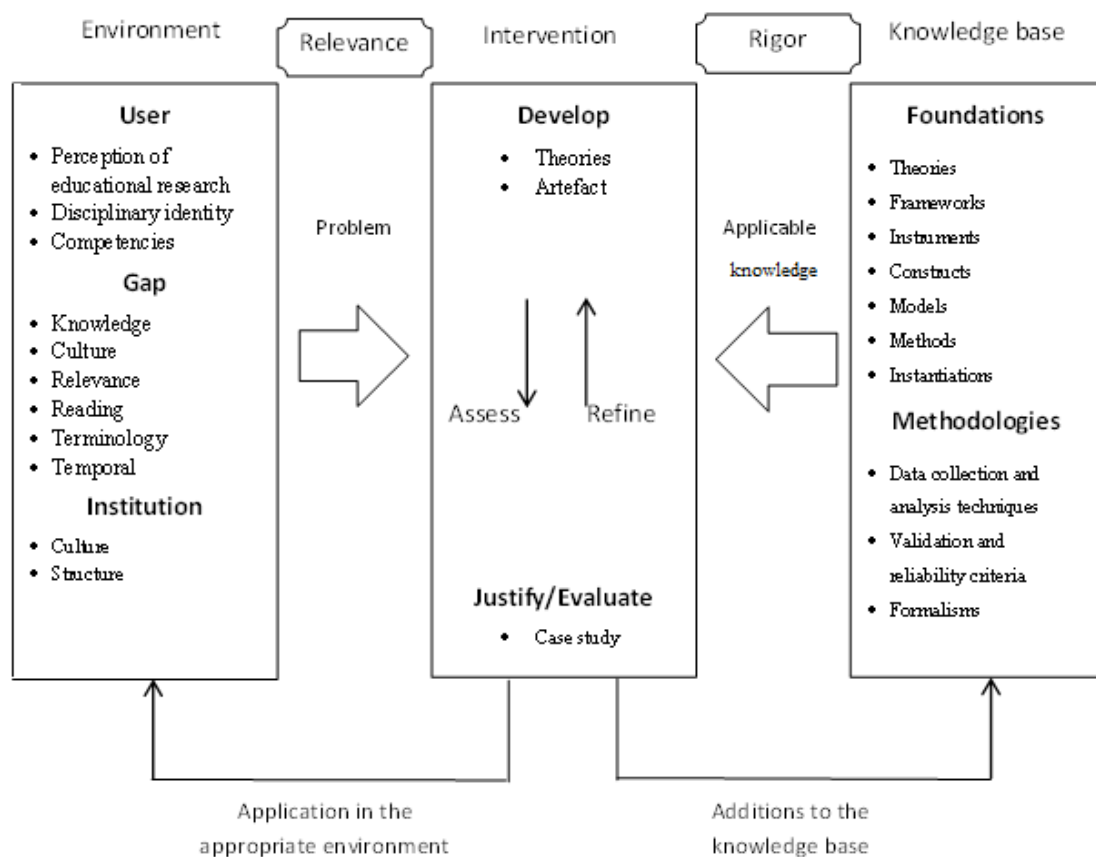 Environment
Relevance
Intervention
Rigor
Knowledge base
User
• Perception of
educational research
• Disciplinary identity
• Competencies
Gap
• Knowledge
• Culture
• Relevance
• Reading
• Terminology
• Temporal
Institution
• Culture
• Structure
Problem
Develop
• Theories
• Artefact
Assess
Refine
Justify/Evaluate
• Case study
Applicable
knowledge
Foundations
• Theories
• Frameworks
• Instruments
• Constructs
• Models
• Methods
• Instantiations
Methodologies
• Data collection and
analysis techniques
• Validation and
reliability criteria
• Formalisms
Application in the
appropriate environment
Additions to the
knowledge base